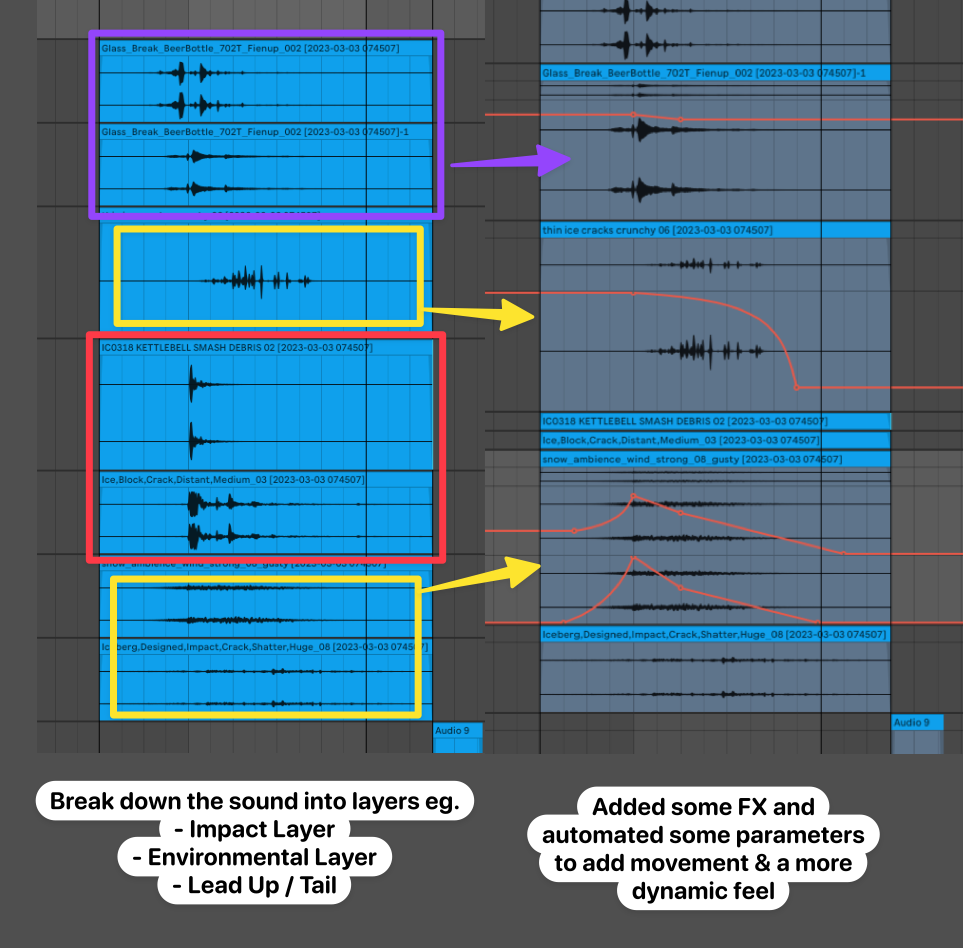 Glass_Break_BeerBottle_702T_Fienup_002 [2023-03-03 074507]
Glass_Break_BeerBottle_702T_Fienup_002 [2023-03-03 074507]-1
IC0318 KETTLEBELL SMASH DEBRIS 02 [2023-03-03 074507]
Ice,Block,Crack,Distant,Medium_03 [2023-03-03 074507]
snow_ambience_wind_strong_08_gusty [2023-03-03 074507]
Iceberg,Designed,Impact,Crack,Shatter,Huge_08 [2023-03-03 074507]
Audio 9
Glass_Break_BeerBottle_702T_Fienup_002 [2023-03-03 074507]-1
thin ice cracks crunchy 06 [2023-03-03 074507]
IC0318 KETTLEBELL SMASH DEBRIS 02 [2023-03-03 074507]
Ice,Block,Crack,Distant,Medium_03 [2023-03-03 074507]
snow_ambience_wind_strong_08_gusty [2023-03-03 074507]
Iceberg,Designed,Impact,Crack,Shatter,Huge_08 [2023-03-03 074507]
Audio 9
Break down the sound into layers eg.
- Impact Layer
- Environmental Layer
- Lead Up / Tail
Added some FX and
automated some parameters
to add movement & a more
dynamic feel